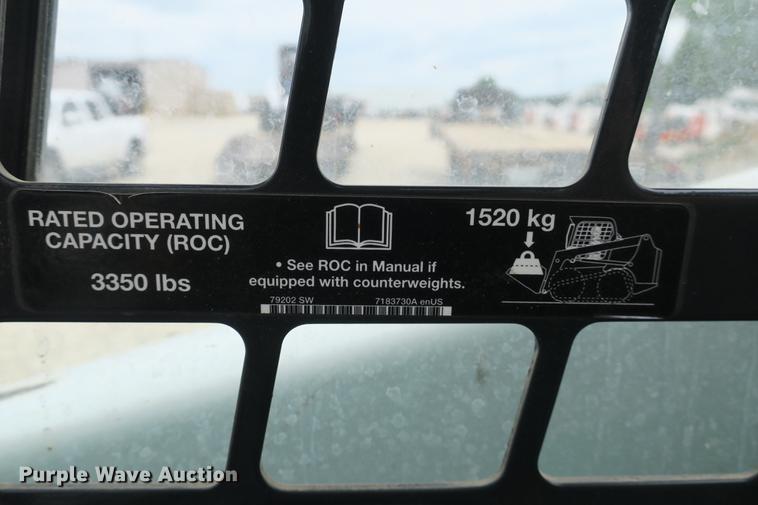 RATED OPERATING
CAPACITY (ROC)
3350 lbs
• See ROC in Manual if
equipped with counterweights.
79202 SW 7183730A enUS
1520 kg
Purple Wave Auction